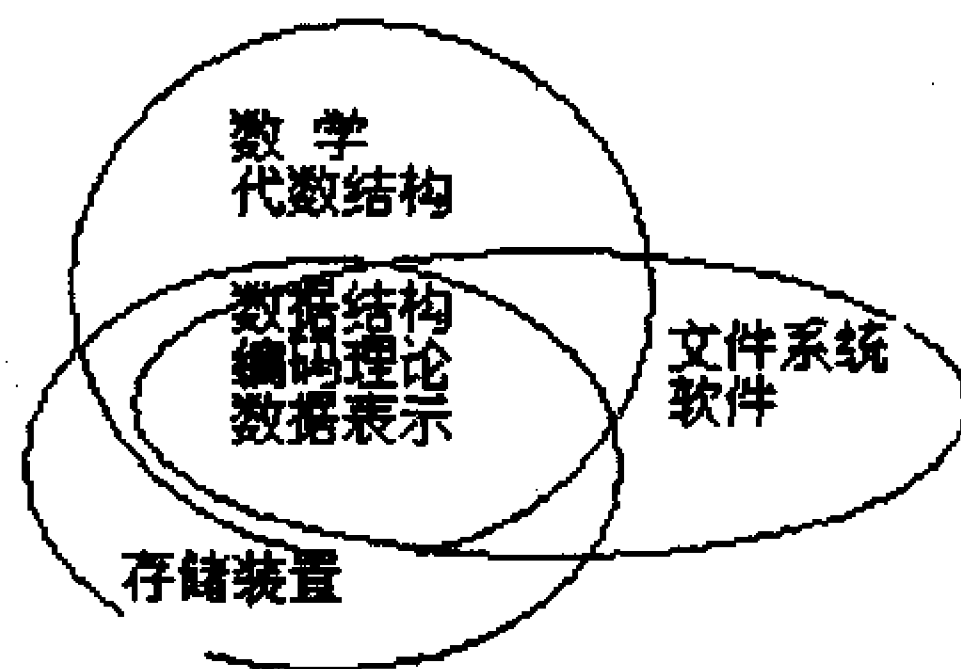 数 学
代数结构
数据结构
编码理论
数据表示
文件系统
软件
存储装置